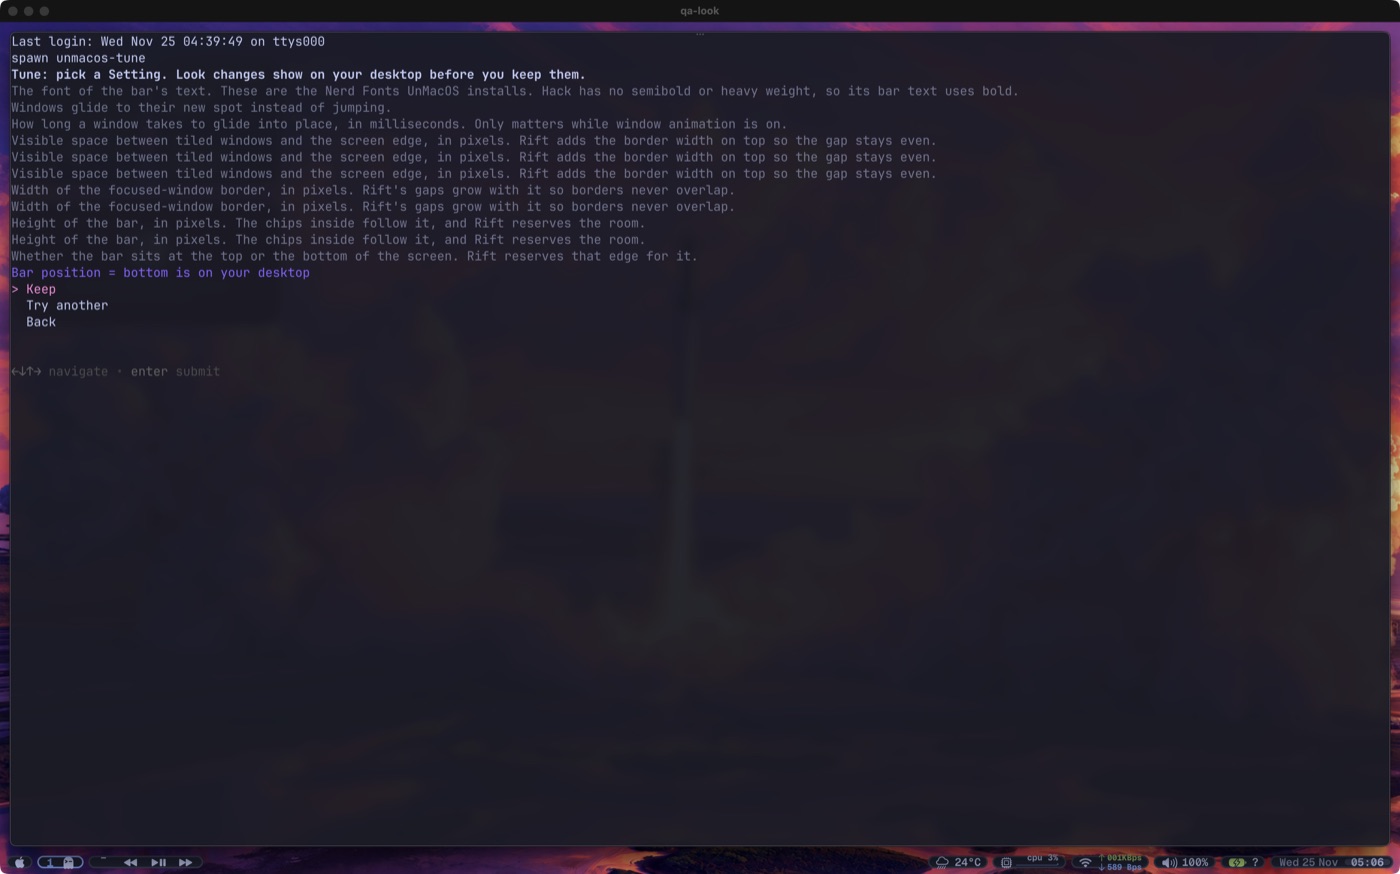 qa-look
Last login: Wed Nov 25 04:39:49 on ttys000
spawn unmacos-tune
Tune: pick a Setting. Look changes show on your desktop before you keep them.
The font of the bar's text. These are the Nerd Fonts UnMacOS installs. Hack has no semibold or heavy weight, so its bar text uses bold.
Windows glide to their new spot instead of jumping.
How long a window takes to glide into place, in milliseconds. Only matters while window animation is on.
Visible space between tiled windows and the screen edge, in pixels. Rift adds the border width on top so the gap stays even.
Visible space between tiled windows and the screen edge, in pixels. Rift adds the border width on top so the gap stays even.
Visible space between tiled windows and the screen edge, in pixels. Rift adds the border width on top so the gap stays even.
Width of the focused-window border, in pixels. Rift's gaps grow with it so borders never overlap.
Width of the focused-window border, in pixels. Rift's gaps grow with it so borders never overlap.
Height of the bar, in pixels. The chips inside follow it, and Rift reserves the room.
Height of the bar, in pixels. The chips inside follow it, and Rift reserves the room.
Whether the bar sits at the top or the bottom of the screen. Rift reserves that edge for it.
Bar position = bottom is on your desktop
> Keep
Try another
Back
←↓↑→ navigate • enter submit
1 24°C cpu 3% ↑ 001KBps ↓ 589 Bps 100% ? Wed 25 Nov 05:06